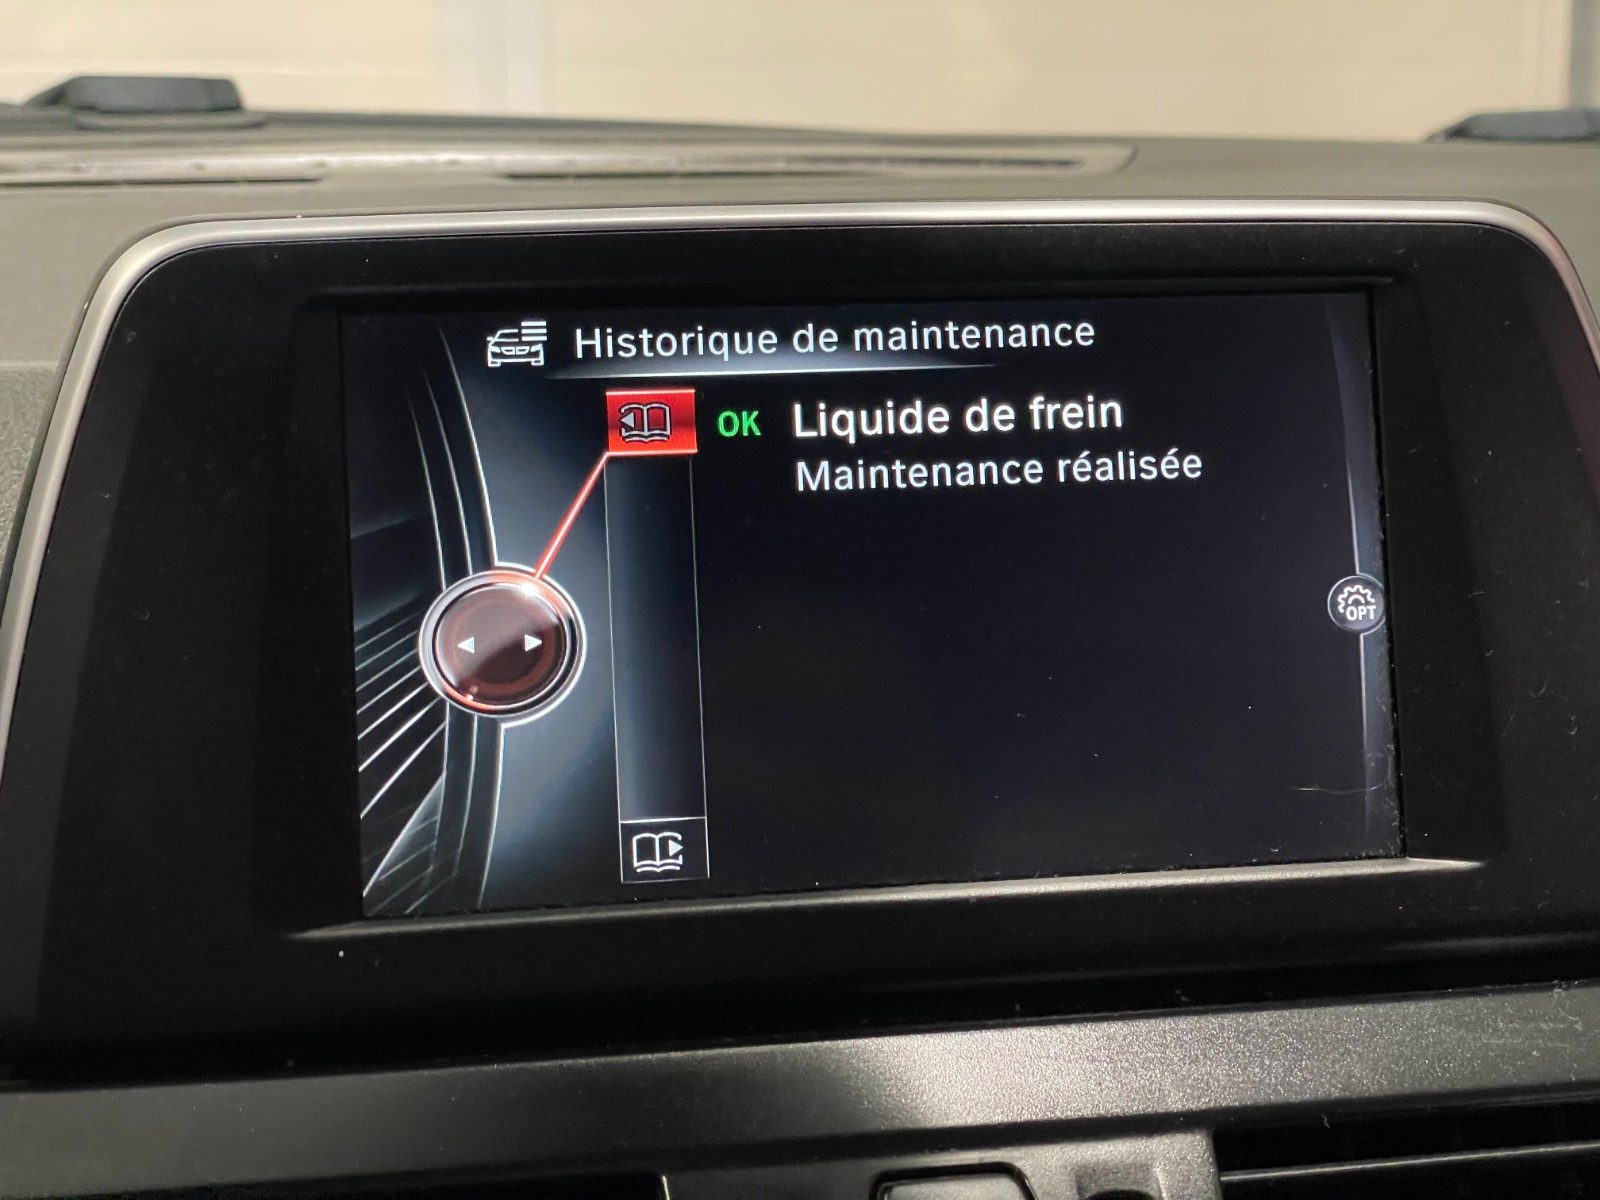 Historique de maintenance
OK Liquide de frein
Maintenance réalisée
OPT